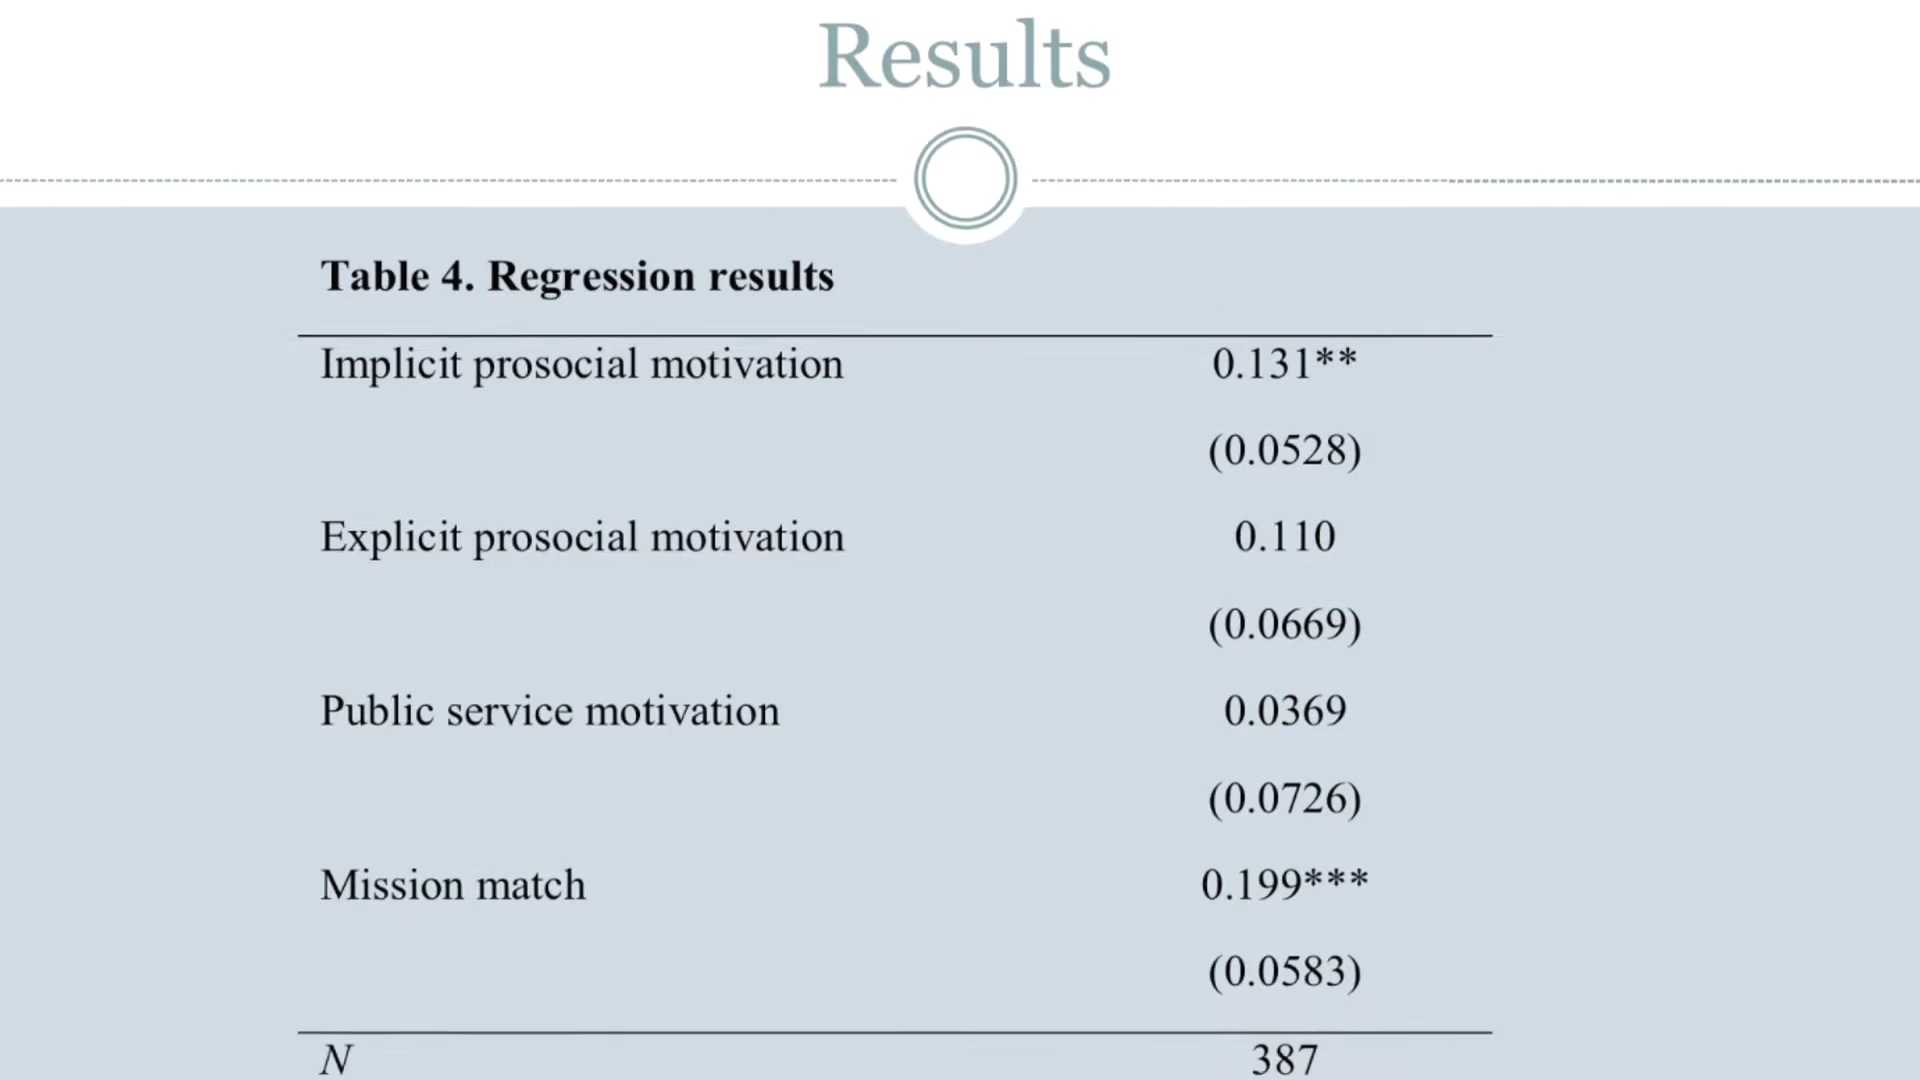 Results
Table 4. Regression results
Implicit prosocial motivation 0.131**
(0.0528)
Explicit prosocial motivation 0.110
(0.0669)
Public service motivation 0.0369
(0.0726)
Mission match 0.199***
(0.0583)
N 387